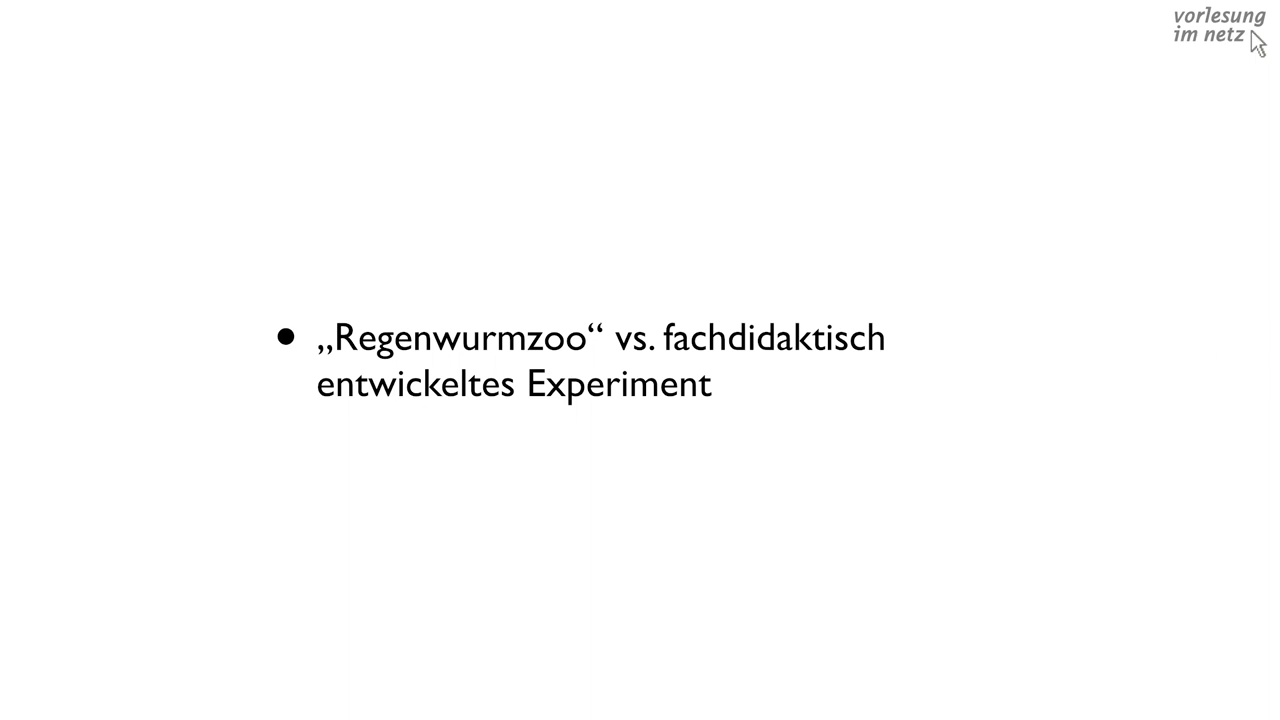 vorlesung
im netz
• „Regenwurmzoo“ vs. fachdidaktisch
entwickeltes Experiment